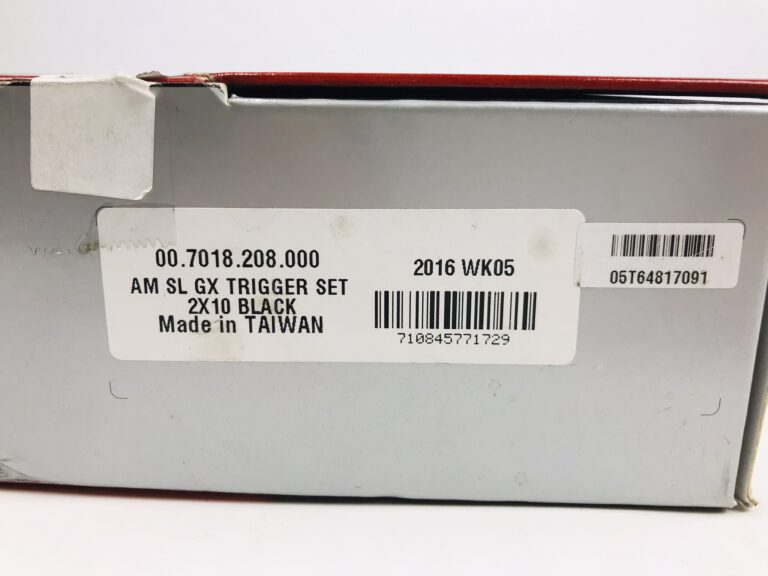 00.7018.208.000
AM SL GX TRIGGER SET
2X10 BLACK
Made in TAIWAN
2016 WK05
710845771729
05T64817091